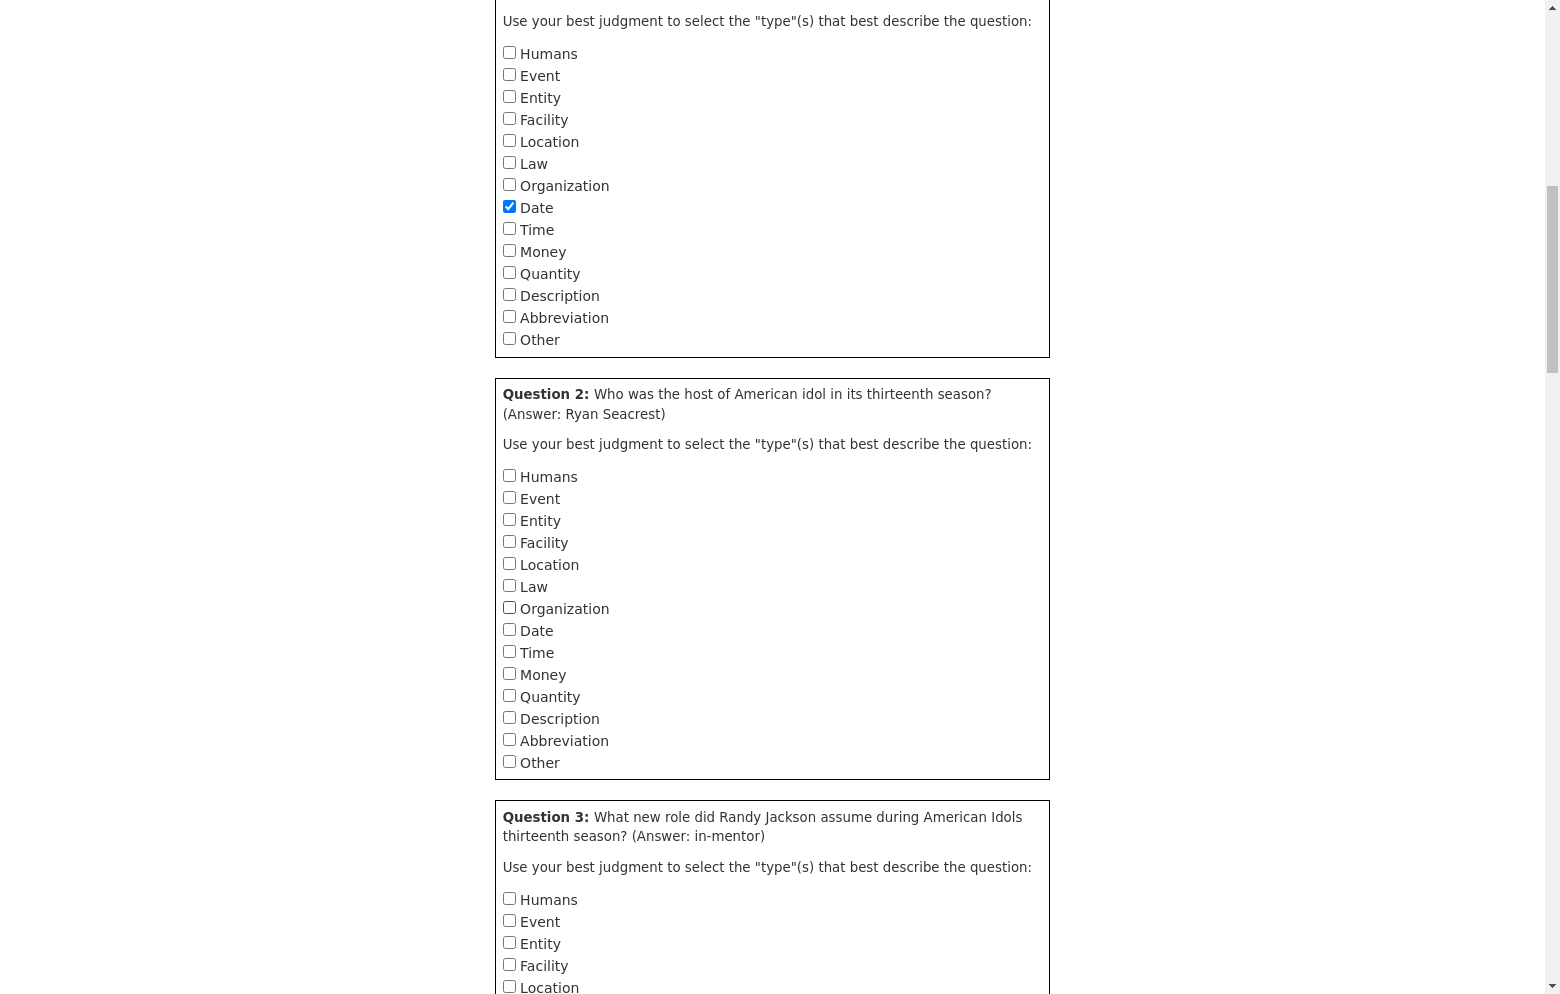 Use your best judgment to select the "type"(s) that best describe the question:
Humans
Event
Entity
Facility
Location
Law
Organization
Date
Time
Money
Quantity
Description
Abbreviation
Other
Question 2: Who was the host of American idol in its thirteenth season?
(Answer: Ryan Seacrest)
Use your best judgment to select the "type"(s) that best describe the question:
Humans
Event
Entity
Facility
Location
Law
Organization
Date
Time
Money
Quantity
Description
Abbreviation
Other
Question 3: What new role did Randy Jackson assume during American Idols
thirteenth season? (Answer: in-mentor)
Use your best judgment to select the "type"(s) that best describe the question:
Humans
Event
Entity
Facility
Location